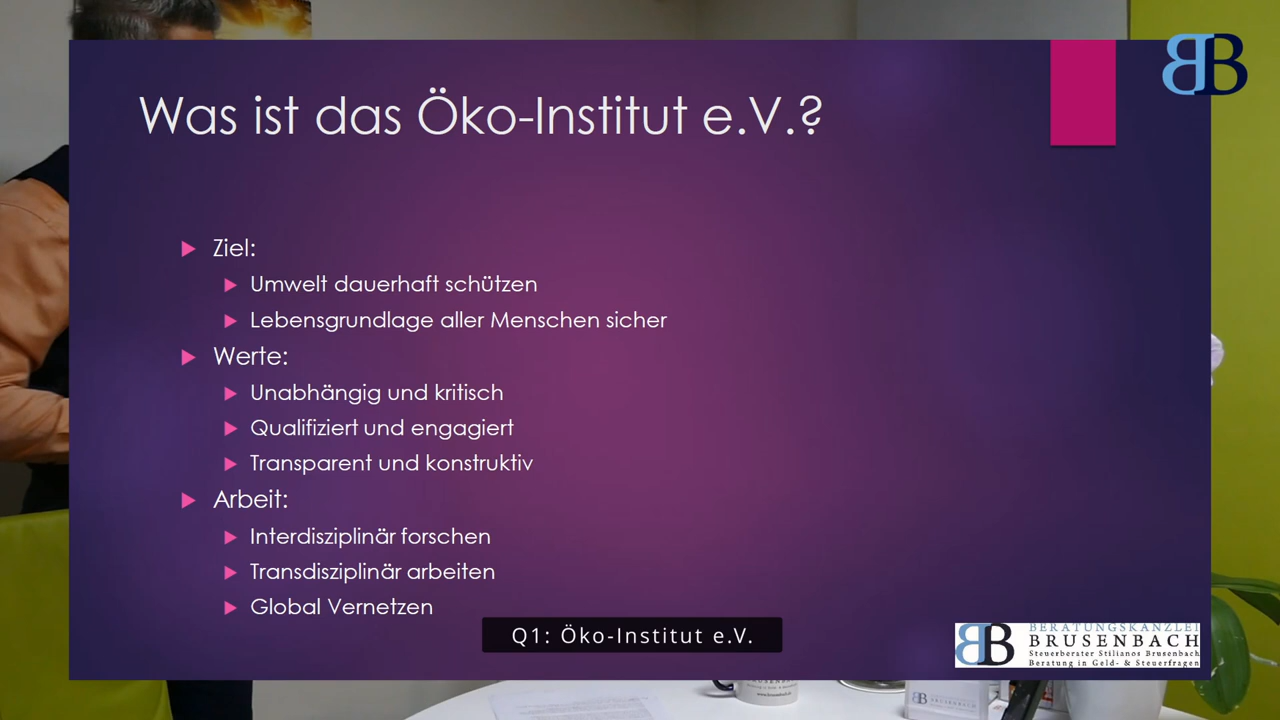 BB
Was ist das Öko-Institut e.V.?
Ziel:
Umwelt dauerhaft schützen
Lebensgrundlage aller Menschen sicher
Werte:
Unabhängig und kritisch
Qualifiziert und engagiert
Transparent und konstruktiv
Arbeit:
Interdisziplinär forschen
Transdisziplinär arbeiten
Global Vernetzen
Q1: Öko-Institut e.V.
BB
BERATUNGSKANZLEI
BRUSENBACH
Steuerberater Stilianos Brusenbach
Beratung in Geld- & Steuerfragen